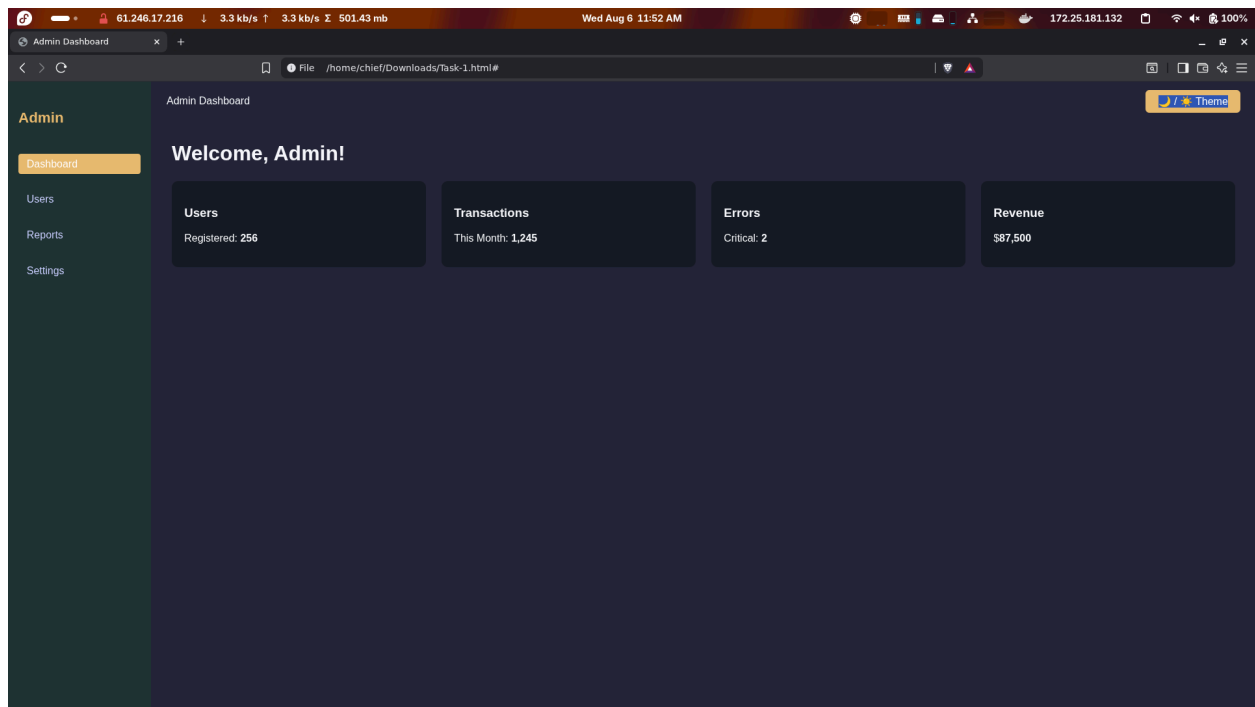 61.246.17.216 ↓ 3.3 kb/s ↑ 3.3 kb/s Σ 501.43 mb Wed Aug 6 11:52 AM 172.25.181.132 100%
Admin Dashboard × +
File /home/chief/Downloads/Task-1.html#
Admin Dashboard 🌙 / ☀️ Theme
Admin
Dashboard
Users
Reports
Settings
Welcome, Admin!
Users
Registered: 256
Transactions
This Month: 1,245
Errors
Critical: 2
Revenue
$87,500